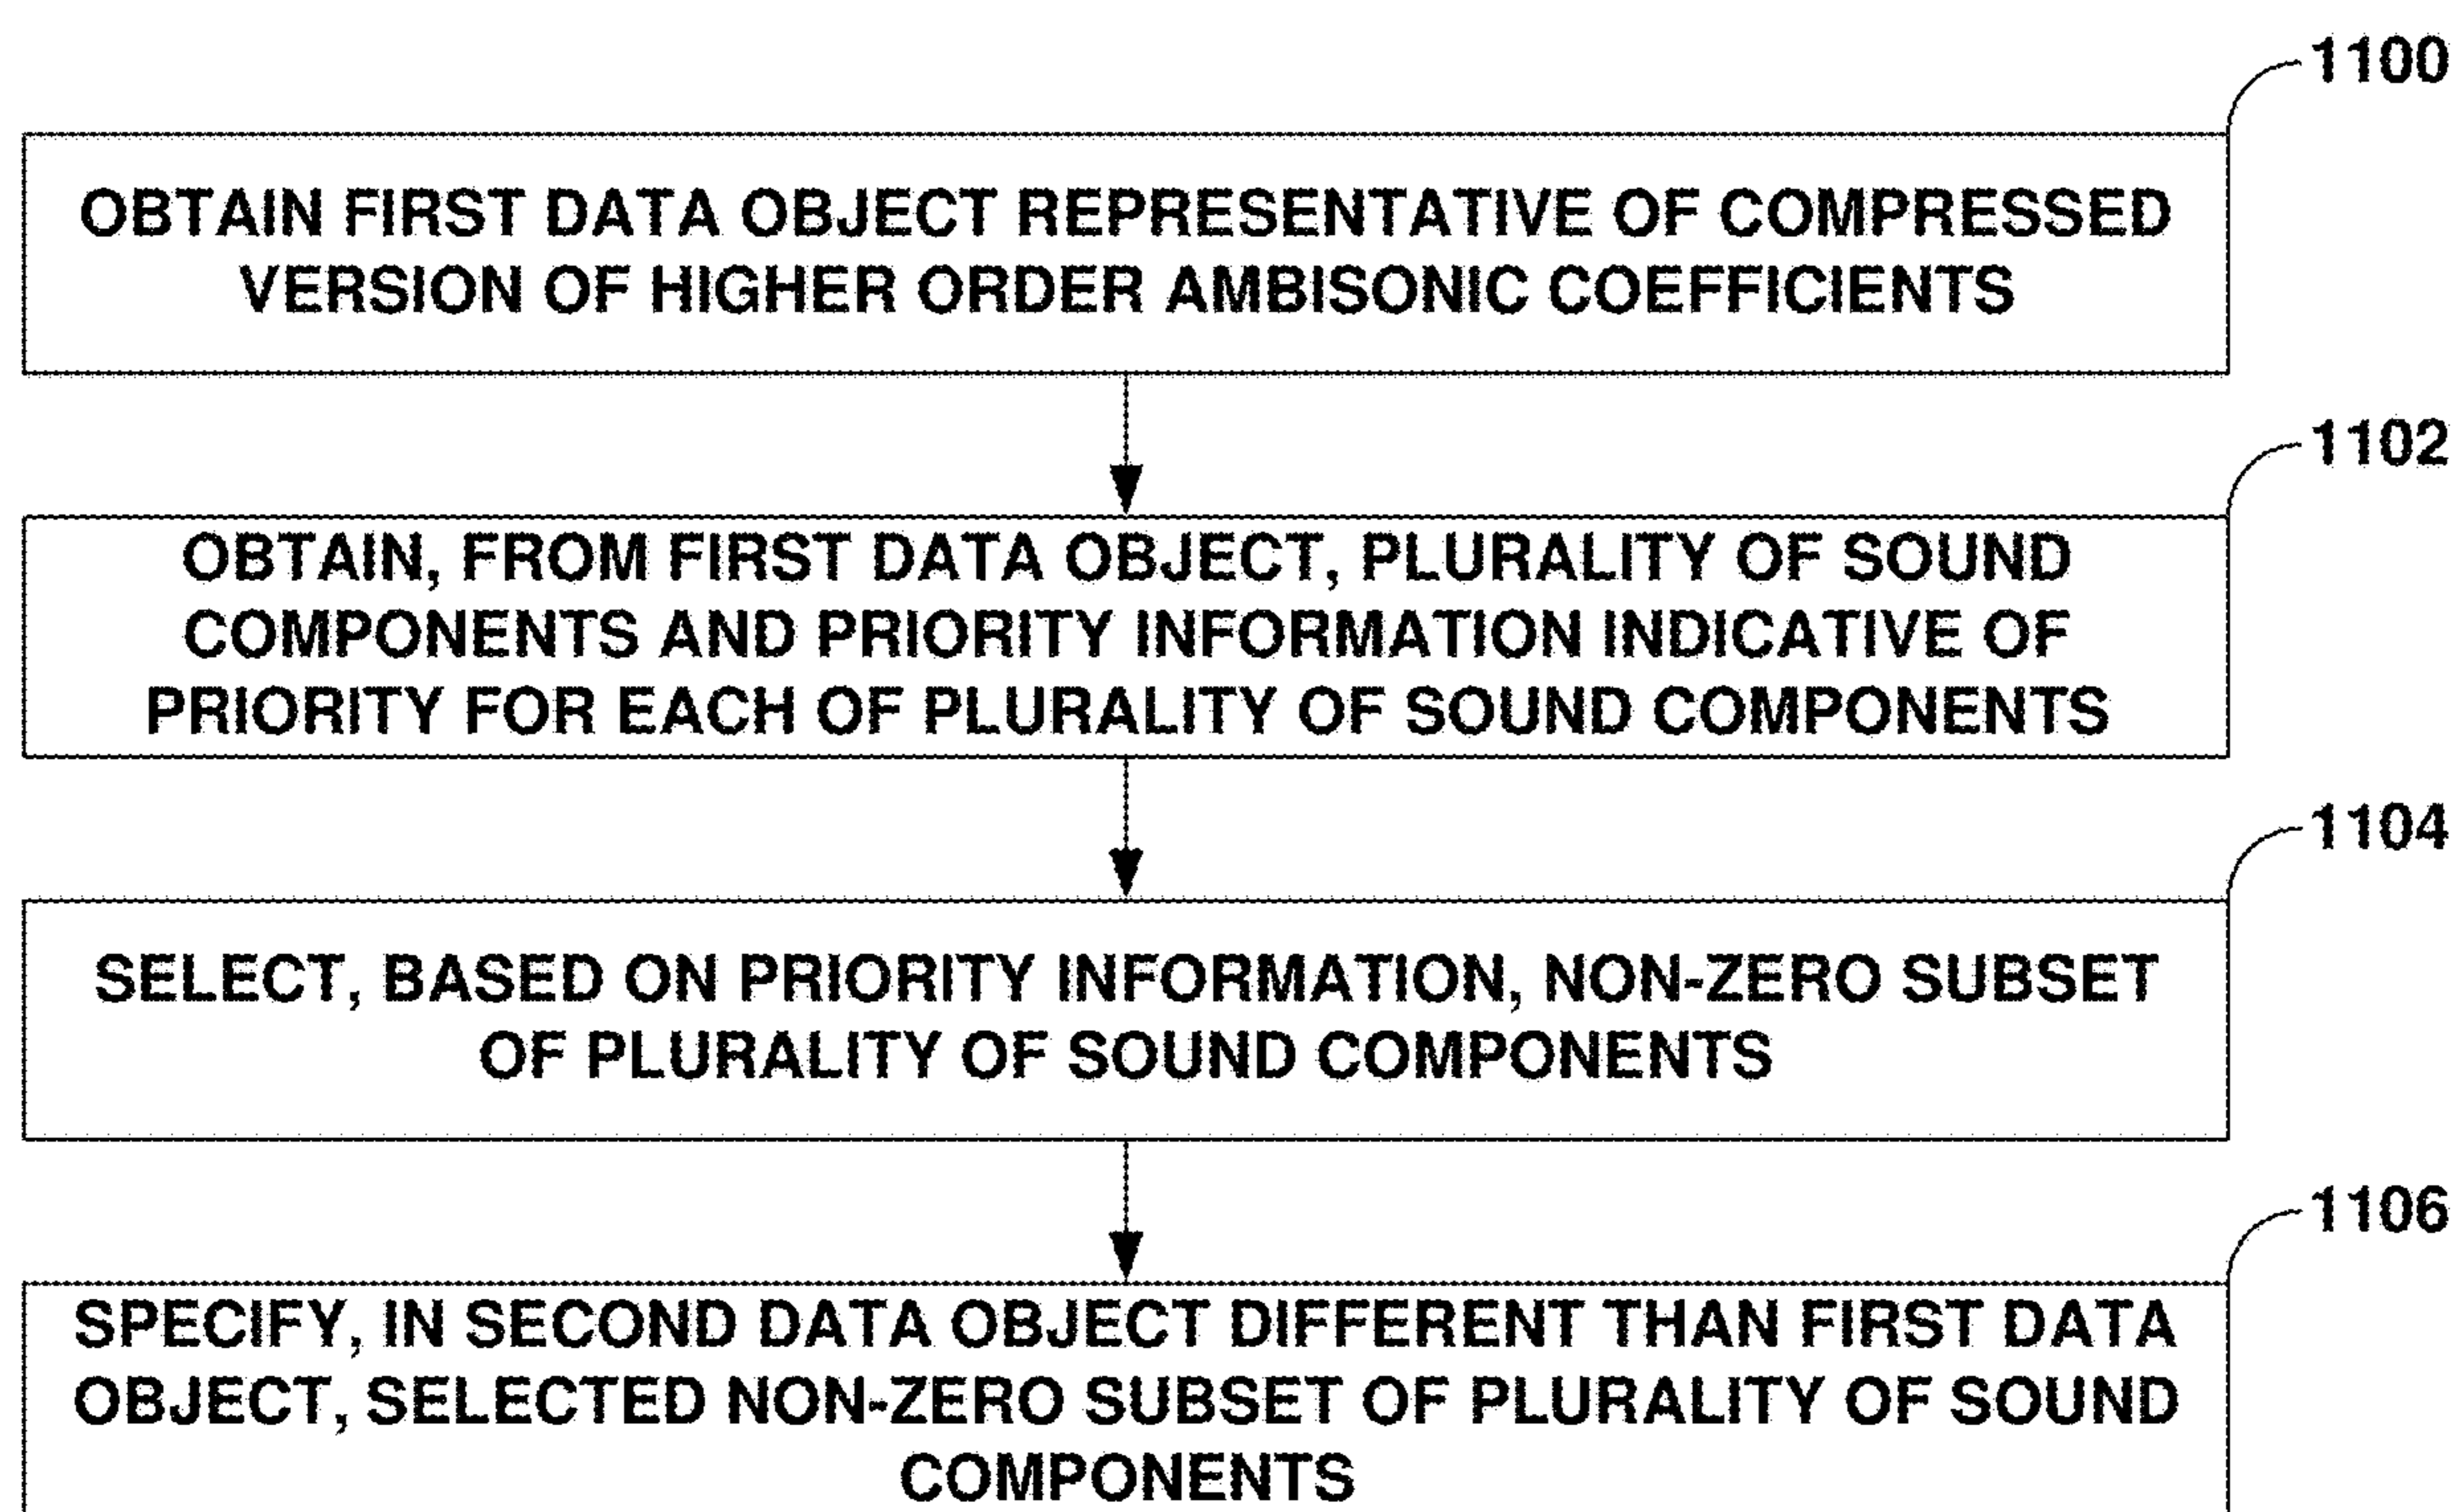 1100
OBTAIN FIRST DATA OBJECT REPRESENTATIVE OF COMPRESSED
VERSION OF HIGHER ORDER AMBISONIC COEFFICIENTS
1102
OBTAIN, FROM FIRST DATA OBJECT, PLURALITY OF SOUND
COMPONENTS AND PRIORITY INFORMATION INDICATIVE OF
PRIORITY FOR EACH OF PLURALITY OF SOUND COMPONENTS
1104
SELECT, BASED ON PRIORITY INFORMATION, NON-ZERO SUBSET
OF PLURALITY OF SOUND COMPONENTS
1106
SPECIFY, IN SECOND DATA OBJECT DIFFERENT THAN FIRST DATA
OBJECT, SELECTED NON-ZERO SUBSET OF PLURALITY OF SOUND
COMPONENTS